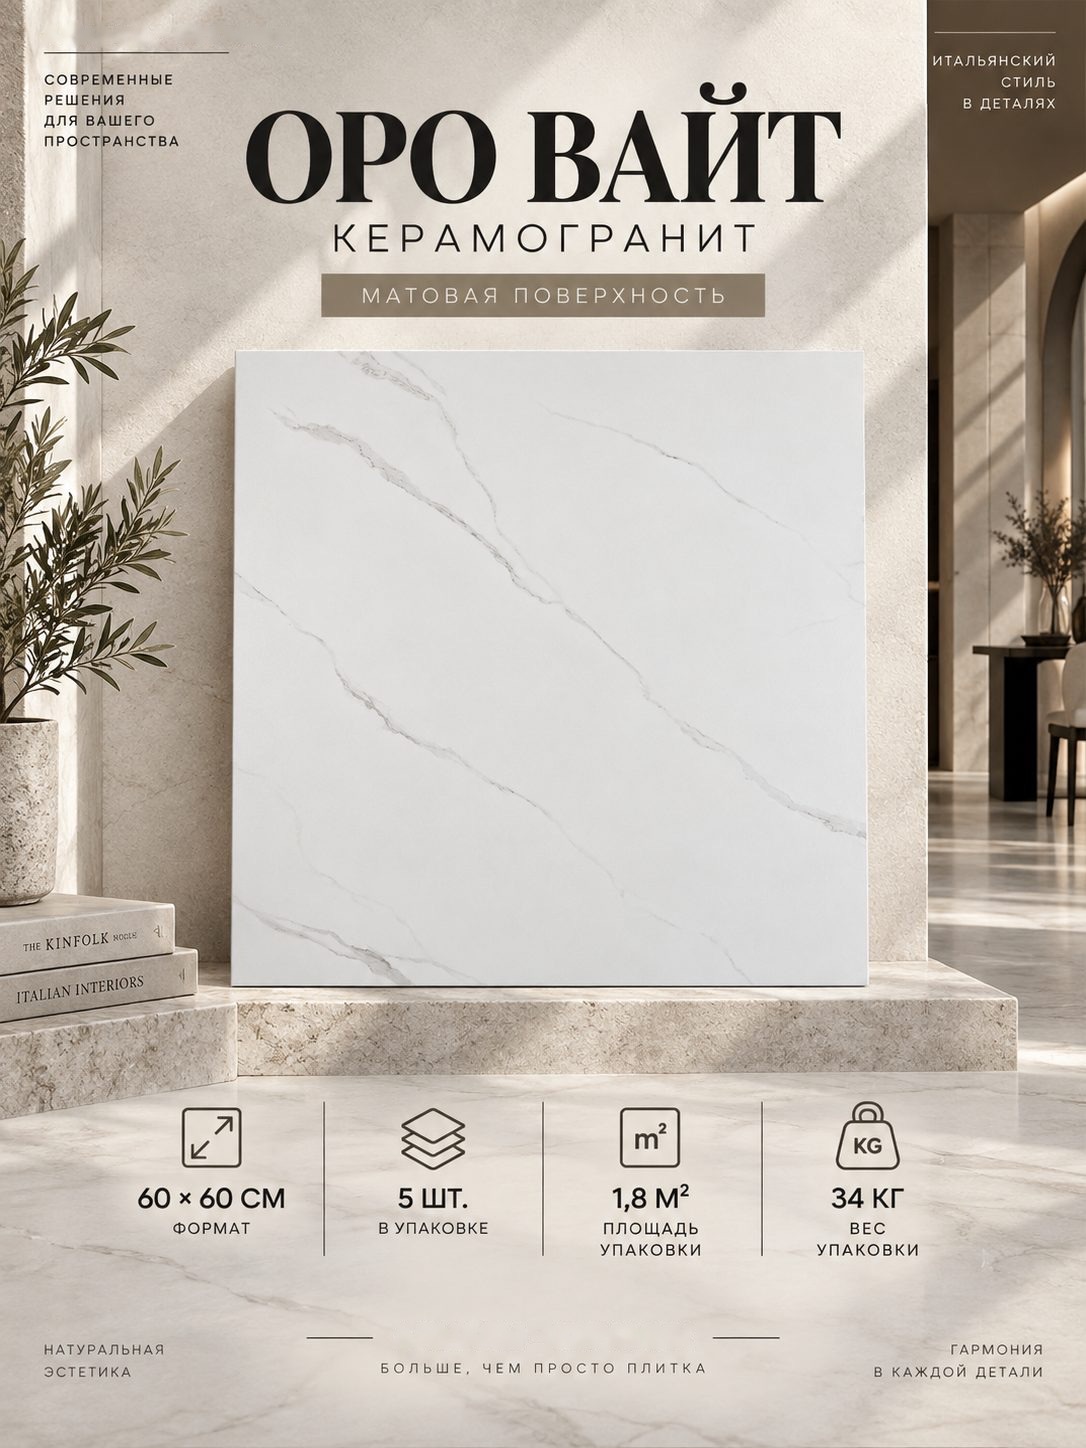 СОВРЕМЕННЫЕ
РЕШЕНИЯ
ДЛЯ ВАШЕГО
ПРОСТРАНСТВА
ИТАЛЬЯНСКИЙ
СТИЛЬ
В ДЕТАЛЯХ
ОРО ВАЙТ
КЕРАМОГРАНИТ
МАТОВАЯ ПОВЕРХНОСТЬ
THE KINFOLK
ITALIAN INTERIORS
m²
KG
60 × 60 СМ
ФОРМАТ
5 ШТ.
В УПАКОВКЕ
1,8 М²
ПЛОЩАДЬ
УПАКОВКИ
34 КГ
ВЕС
УПАКОВКИ
НАТУРАЛЬНАЯ
ЭСТЕТИКА
БОЛЬШЕ, ЧЕМ ПРОСТО ПЛИТКА
ГАРМОНИЯ
В КАЖДОЙ ДЕТАЛИ